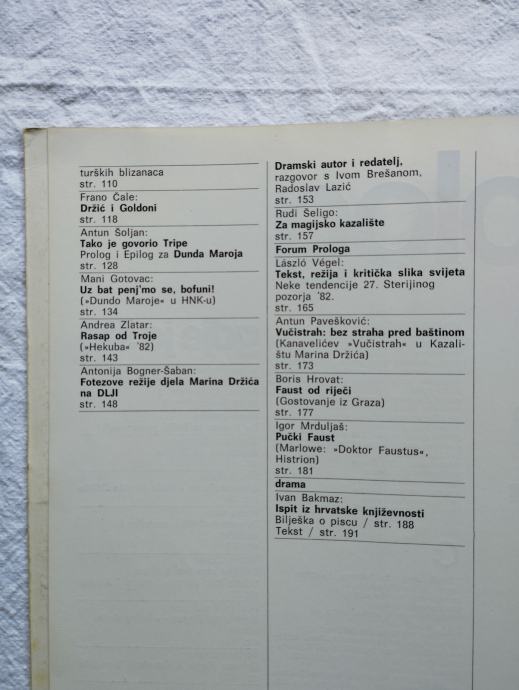 turških blizanaca
str. 110
Frano Čale:
Držić i Goldoni
str. 118
Antun Šoljan:
Tako je govorio Tripe
Prolog i Epilog za Dunda Maroja
str. 128
Mani Gotovac:
Uz bat penj'mo se, bofuni!
(»Dundo Maroje« u HNK-u)
str. 134
Andrea Zlatar:
Rasap od Troje
(»Hekuba« '82)
str. 143
Antonija Bogner-Šaban:
Fotezove režije djela Marina Držića
na DLJI
str. 148
Dramski autor i redatelj,
razgovor s Ivom Brešanom,
Radoslav Lazić
str. 153
Rudi Šeligo:
Za magijsko kazalište
str. 157
Forum Prologa
László Végel:
Tekst, režija i kritička slika svijeta
Neke tendencije 27. Sterijinog
pozorja '82.
str. 165
Antun Pavešković:
Vučistrah: bez straha pred baštinom
(Kanavelićev »Vučistrah« u Kazali-
štu Marina Držića)
str. 173
Boris Hrovat:
Faust od riječi
(Gostovanje iz Graza)
str. 177
Igor Mrduljaš:
Pučki Faust
(Marlowe: »Doktor Faustus«,
Histrion)
str. 181
drama
Ivan Bakmaz:
Ispit iz hrvatske književnosti
Bilješka o piscu / str. 188
Tekst / str. 191